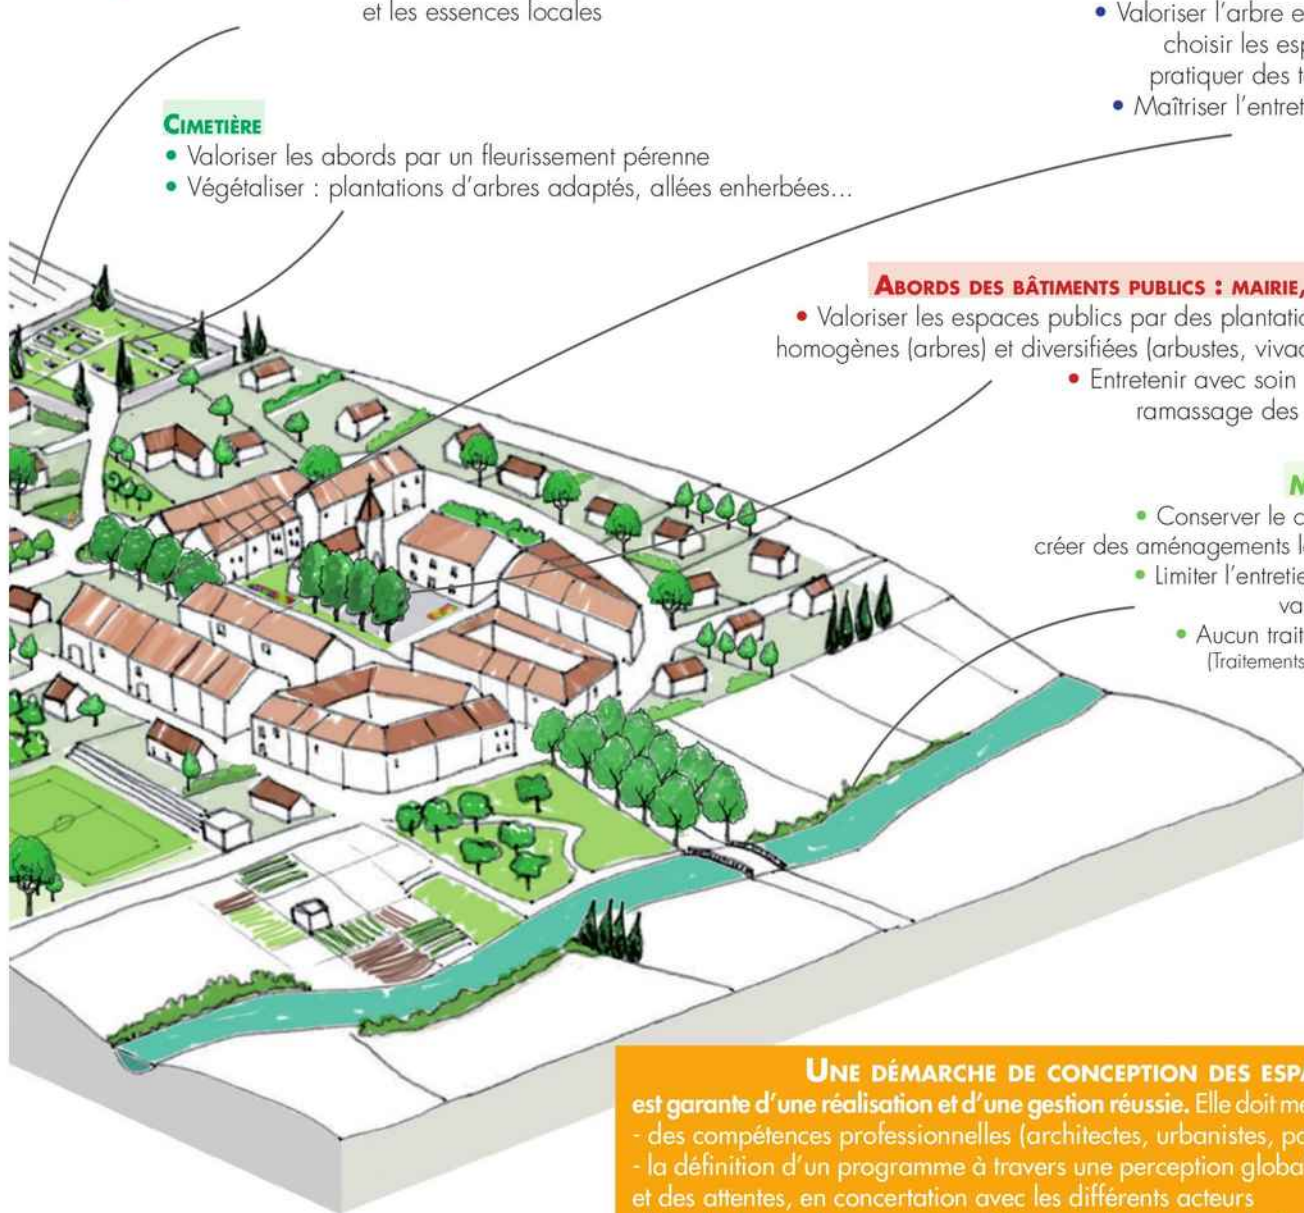 et les essences locales
• Valoriser l'arbre e
choisir les esp
pratiquer des t
• Maîtriser l'entret
CIMETIÈRE
• Valoriser les abords par un fleurissement pérenne
• Végétaliser : plantations d'arbres adaptés, allées enherbées...
ABORDS DES BÂTIMENTS PUBLICS : MAIRIE,
• Valoriser les espaces publics par des plantatio
homogènes (arbres) et diversifiées (arbustes, vivac
• Entretenir avec soin
ramassage des
M
• Conserver le c
créer des aménagements l
• Limiter l'entretie
va
• Aucun trait
(Traitements
UNE DÉMARCHE DE CONCEPTION DES ESPA
est garante d'une réalisation et d'une gestion réussie. Elle doit me
- des compétences professionnelles (architectes, urbanistes, pa
- la définition d'un programme à travers une perception globa
et des attentes, en concertation avec les différents acteurs